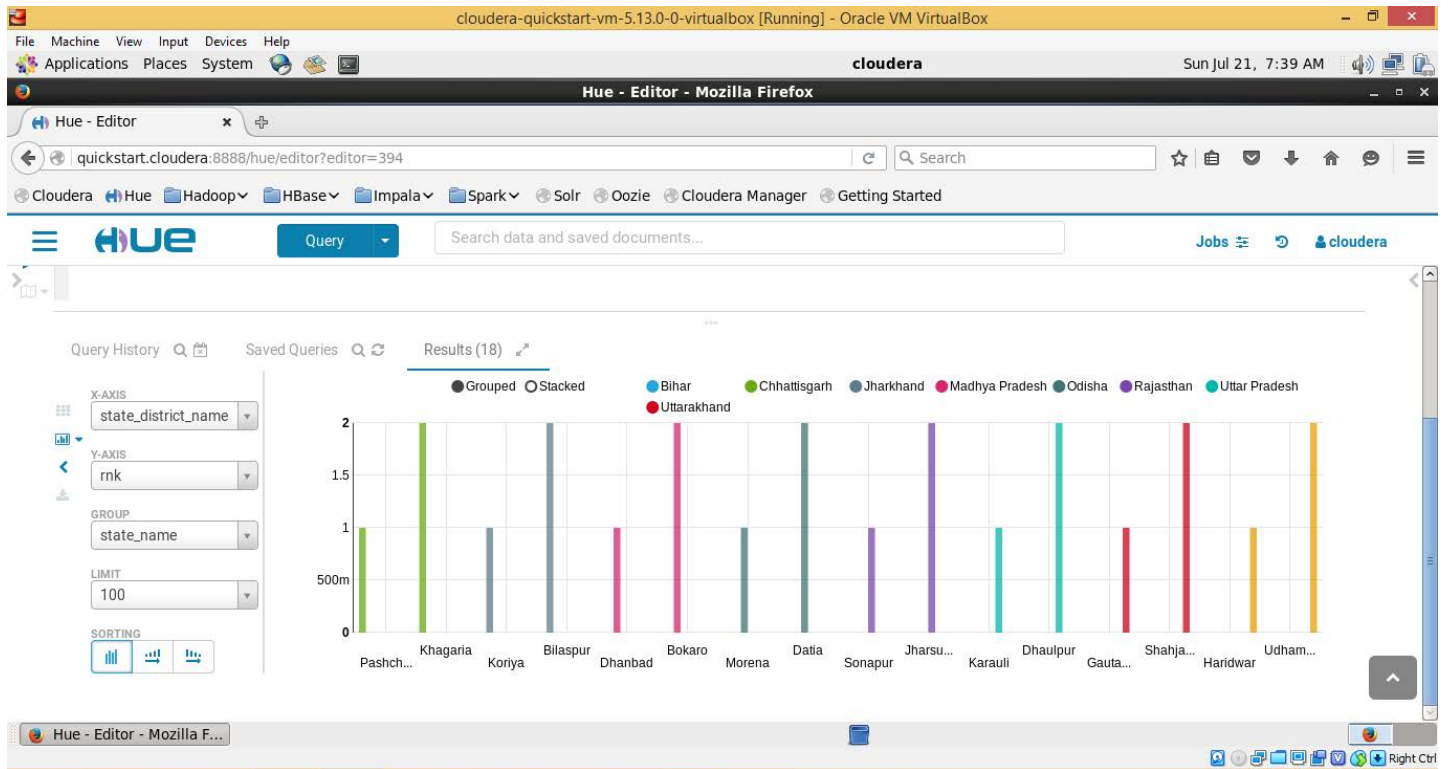 cloudera-quickstart-vm-5.13.0-0-virtualbox [Running] - Oracle VM VirtualBox
File Machine View Input Devices Help
Applications Places System cloudera Sun Jul 21, 7:39 AM
Hue - Editor - Mozilla Firefox
Hue - Editor
quickstart.cloudera:8888/hue/editor?editor=394 Search
Cloudera Hue Hadoop HBase Impala Spark Solr Oozie Cloudera Manager Getting Started
HUE Query Search data and saved documents... Jobs cloudera
Query History Saved Queries Results (18)
X-AXIS
state_district_name
Y-AXIS
rnk
GROUP
state_name
LIMIT
100
SORTING
Grouped Stacked Bihar Chhattisgarh Jharkhand Madhya Pradesh Odisha Rajasthan Uttar Pradesh
Uttarakhand
2
1.5
1
500m
0
Khagaria Bilaspur Bokaro Datia Jharsu... Dhaulpur Shahja... Udham...
Pashch... Koriya Dhanbad Morena Sonapur Karauli Gauta... Haridwar
Hue - Editor - Mozilla F...
Right Ctrl